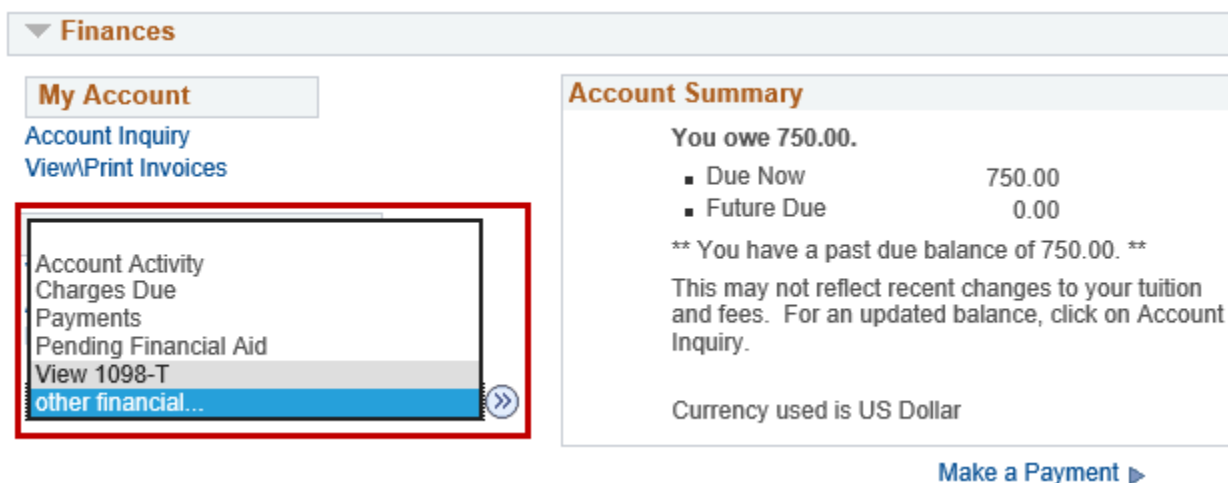 Finances
My Account
Account Inquiry
View\Print Invoices
Account Activity
Charges Due
Payments
Pending Financial Aid
View 1098-T
other financial...
Account Summary
You owe 750.00.
▪ Due Now 750.00
▪ Future Due 0.00
** You have a past due balance of 750.00. **
This may not reflect recent changes to your tuition
and fees. For an updated balance, click on Account
Inquiry.
Currency used is US Dollar
Make a Payment